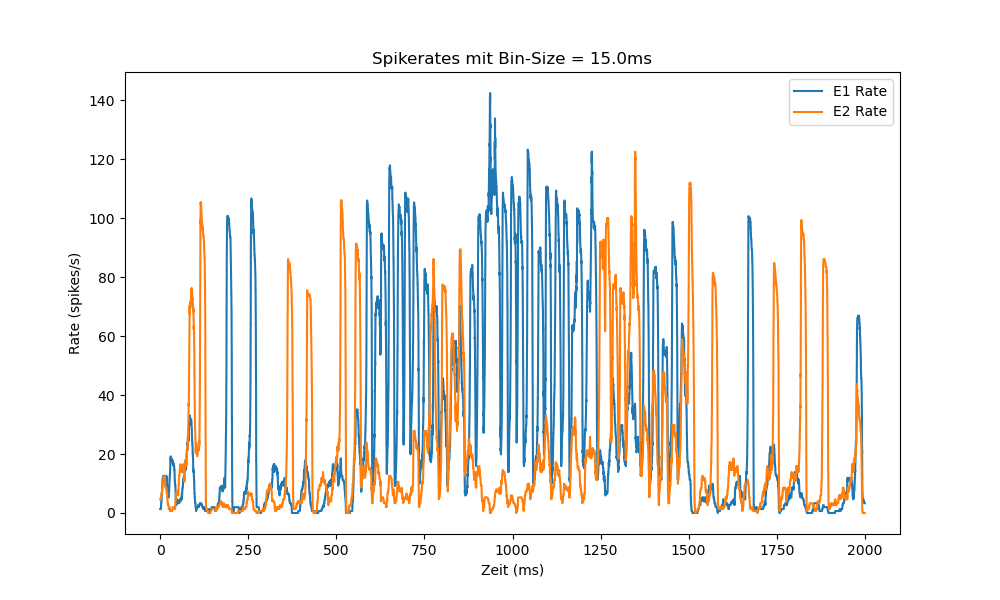 Spikerates mit Bin-Size = 15.0ms
E1 Rate
E2 Rate
140
120
100
80
60
40
20
0
Rate (spikes/s)
0 250 500 750 1000 1250 1500 1750 2000
Zeit (ms)